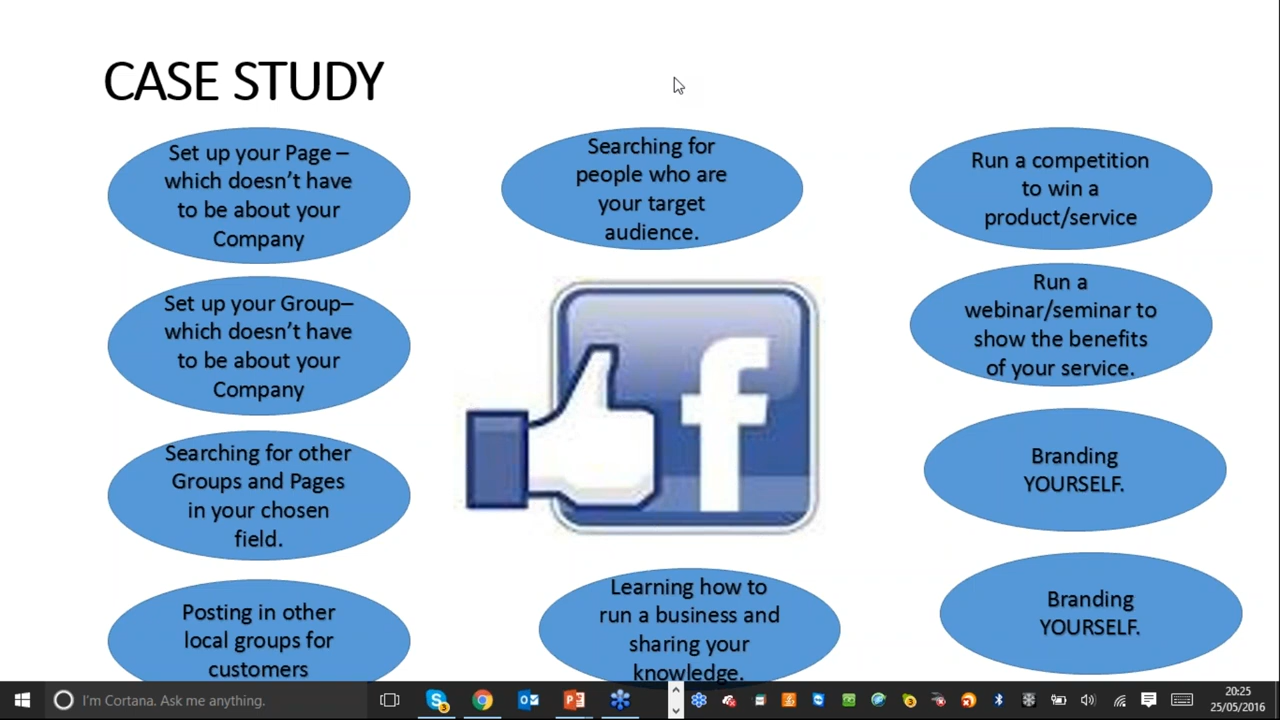 CASE STUDY
Set up your Page –
which doesn't have
to be about your
Company
Set up your Group–
which doesn't have
to be about your
Company
Searching for other
Groups and Pages
in your chosen
field.
Posting in other
local groups for
customers
Searching for
people who are
your target
audience.
f
Learning how to
run a business and
sharing your
knowledge.
Run a competition
to win a
product/service
Run a
webinar/seminar to
show the benefits
of your service.
Branding
YOURSELF.
Branding
YOURSELF.
I'm Cortana. Ask me anything.
20:25
25/05/2016